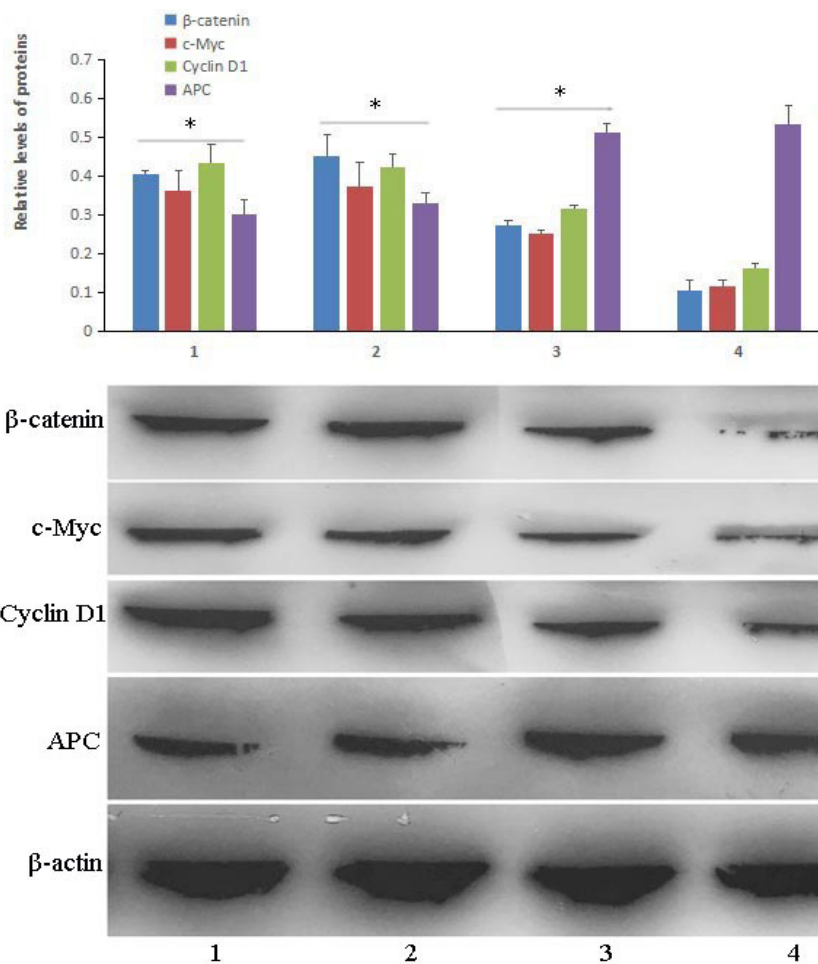 β-catenin
c-Myc
Cyclin D1
APC
Relative levels of proteins
0.7
0.6
0.5
0.4
0.3
0.2
0.1
0
*
*
*
1 2 3 4
β-catenin
c-Myc
Cyclin D1
APC
β-actin
1 2 3 4